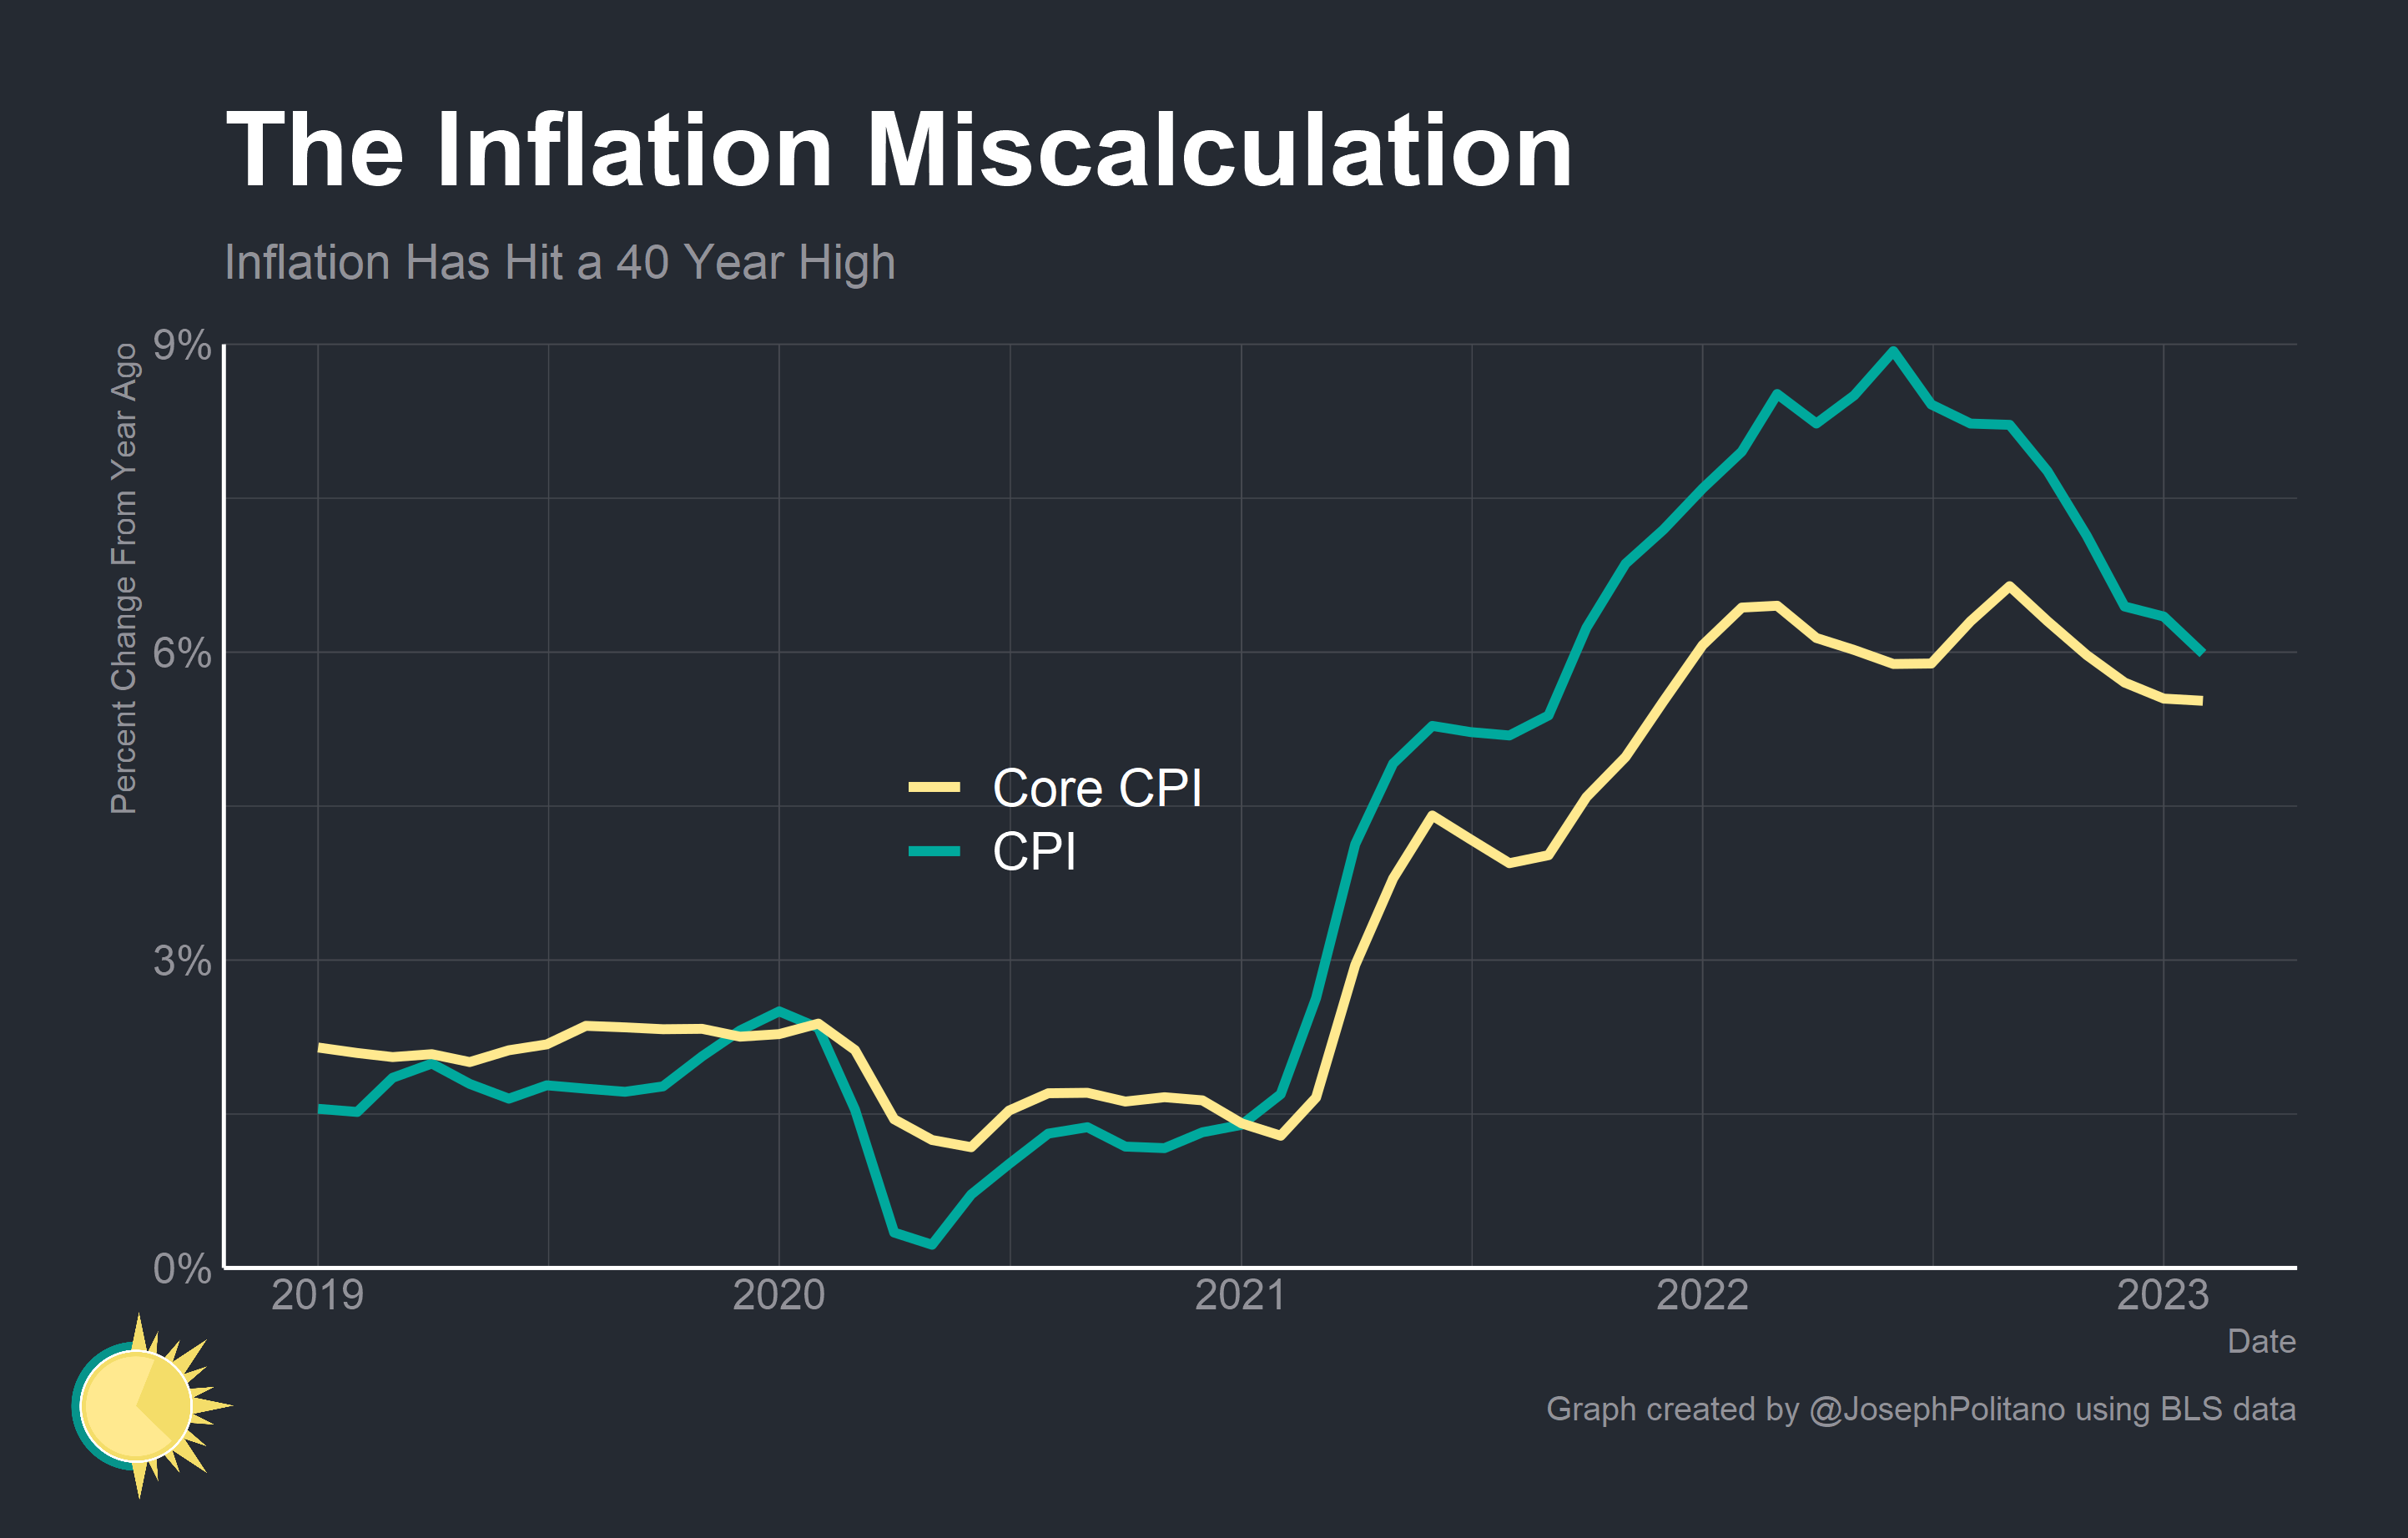 The Inflation Miscalculation
Inflation Has Hit a 40 Year High
Percent Change From Year Ago
9%
6%
3%
0%
Core CPI
CPI
2019
2020
2021
2022
2023
Date
Graph created by @JosephPolitano using BLS data